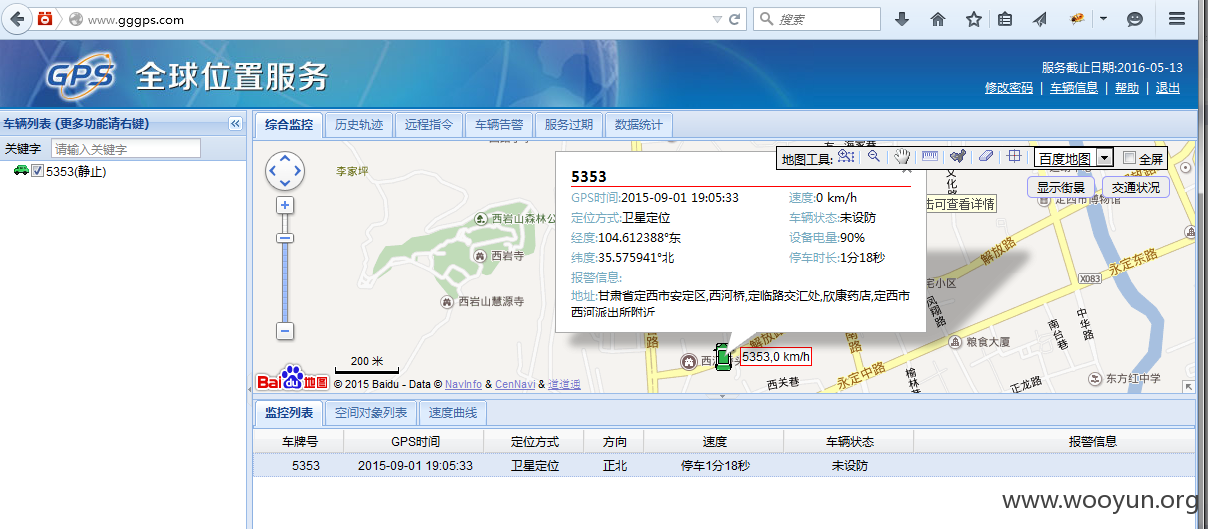 www.gggps.com
搜索
GPS 全球位置服务
服务截止日期:2016-05-13
修改密码 | 车辆信息 | 帮助 | 退出
车辆列表 (更多功能请右键)
关键字 请输入关键字
5353(静止)
综合监控 历史轨迹 远程指令 车辆告警 服务过期 数据统计
地图工具: 百度地图 全屏
显示街景 交通状况
李家坪
西岩山森林公
西岩寺
西岩山慧源寺
5353
GPS时间:2015-09-01 19:05:33 速度:0 km/h
定位方式:卫星定位 车辆状态:未设防
经度:104.612388°东 设备电量:90%
纬度:35.575941°北 停车时长:1分18秒
报警信息:
地址:甘肃省定西市安定区,西河桥,定临路交汇处,欣康药店,定西市
西河派出所附近
击可查看详情
定西市博物馆
文化路
解放路
永定东路
X083
宅小区
凤翔路
南台巷
中华路
粮食大厦
解放路
5353,0 km/h
西关巷
永定中路
榆林巷
正龙路
东方红中学
200 米
Bai du 地图 © 2015 Baidu - Data © NavInfo & CenNavi & 道道通
监控列表 空间对象列表 速度曲线
车牌号 GPS时间 定位方式 方向 速度 车辆状态 报警信息
5353 2015-09-01 19:05:33 卫星定位 正北 停车1分18秒 未设防
www.wooyun.org